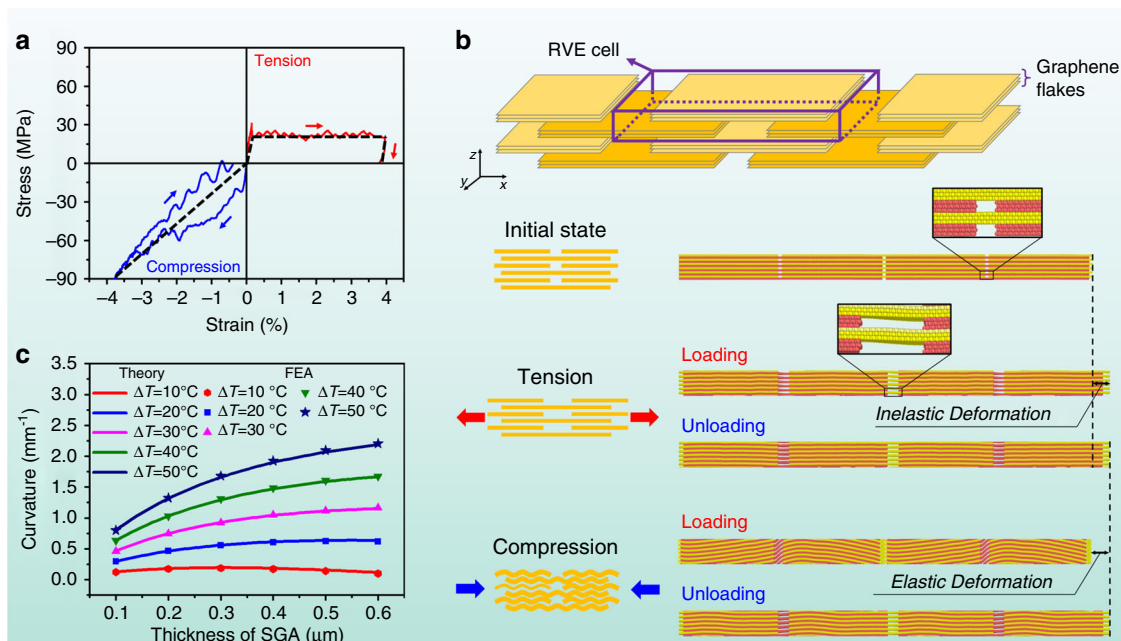 a
90
60
30
0
−30
−60
−90
Stress (MPa)
Tension
Compression
−4 −3 −2 −1 0 1 2 3 4
Strain (%)
b
RVE cell
Graphene
flakes
z
y
x
Initial state
Tension
Loading
Inelastic Deformation
Unloading
Compression
Loading
Elastic Deformation
Unloading
c
3.5
3.0
2.5
2.0
1.5
1.0
0.5
0.0
Curvature (mm-1)
Theory FEA
ΔT=10°C ΔT=10 °C ΔT=40 °C
ΔT=20°C ΔT=20 °C ΔT=50 °C
ΔT=30°C ΔT=30 °C
ΔT=40°C
ΔT=50°C
0.1 0.2 0.3 0.4 0.5 0.6
Thickness of SGA (μm)